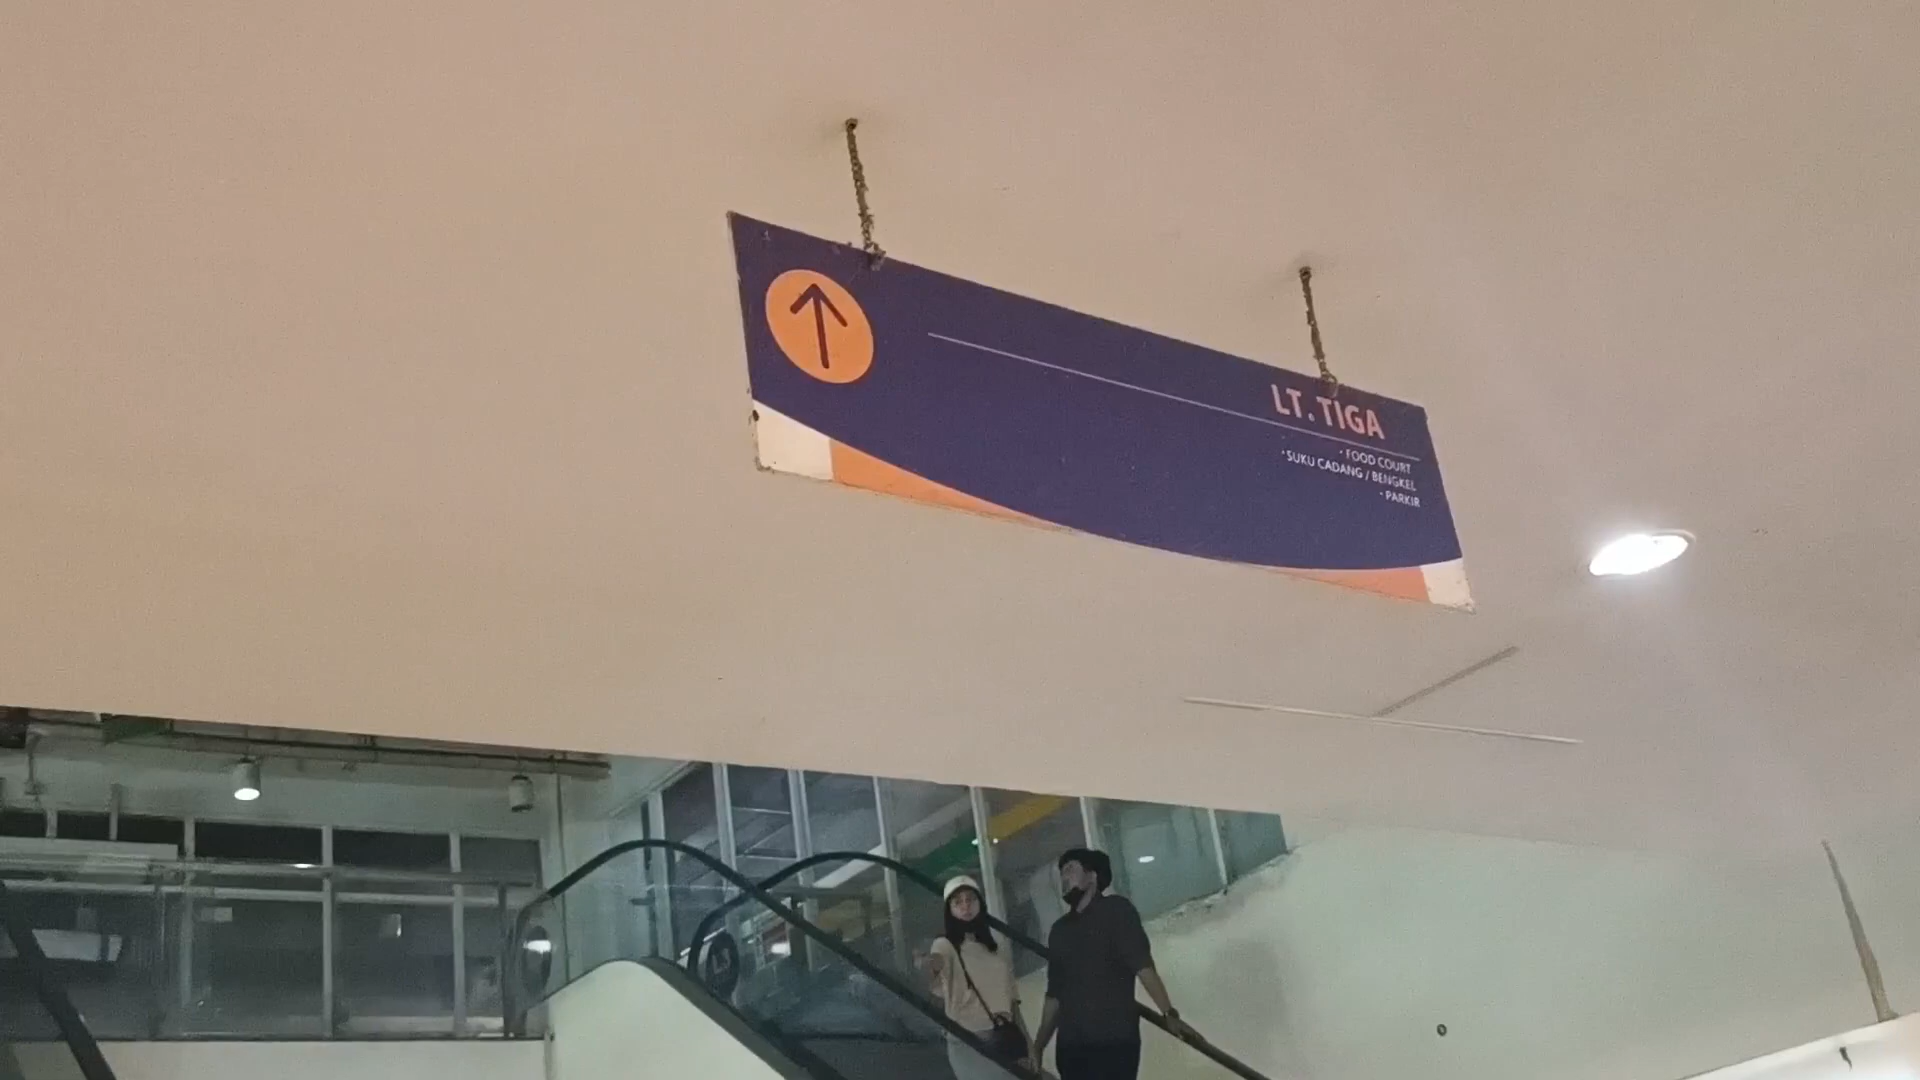 LT. TIGA
· FOOD COURT
· SUKU CADANG / BENGKEL
· PARKIR